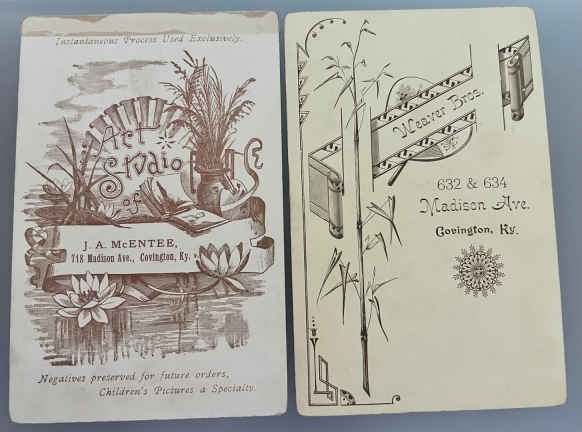 Instantaneous Process Used Exclusively.
Art
Studio
of
J. A. McENTEE,
718 Madison Ave., Covington, Ky.
Negatives preserved for future orders,
Children's Pictures a Specialty.
Weaver Bros.
632 & 634
Madison Ave.
Covington, Ky.